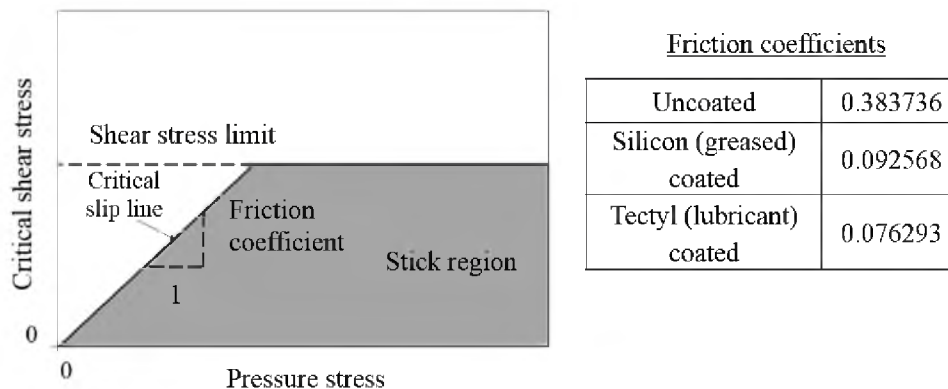 Critical shear stress
Shear stress limit
Critical
slip line
Friction
coefficient
1
Stick region
0
0
Pressure stress
Friction coefficients
Uncoated 0.383736
Silicon (greased)
coated 0.092568
Tectyl (lubricant)
coated 0.076293